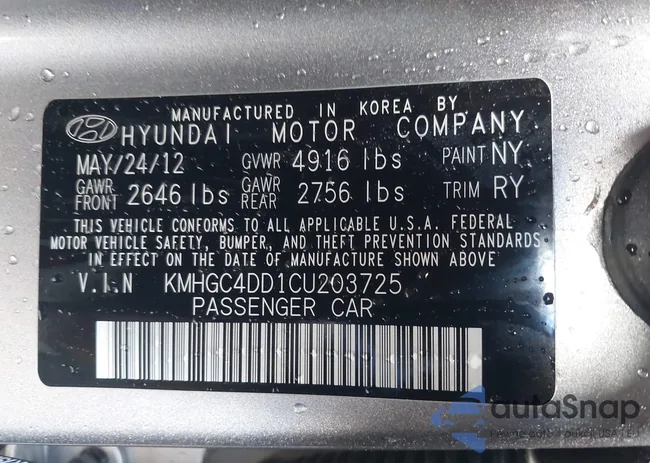 MANUFACTURED IN KOREA BY
HYUNDAI MOTOR COMPANY
MAY/24/12 GVWR 4916 lbs PAINT NY
GAWR FRONT 2646 lbs GAWR REAR 2756 lbs TRIM RY
THIS VEHICLE CONFORMS TO ALL APPLICABLE U.S.A. FEDERAL
MOTOR VEHICLE SAFETY, BUMPER, AND THEFT PREVENTION STANDARDS
IN EFFECT ON THE DATE OF MANUFACTURE SHOWN ABOVE.
V.I.N KMHGC4DD1CU203725
PASSENGER CAR
autoSnap